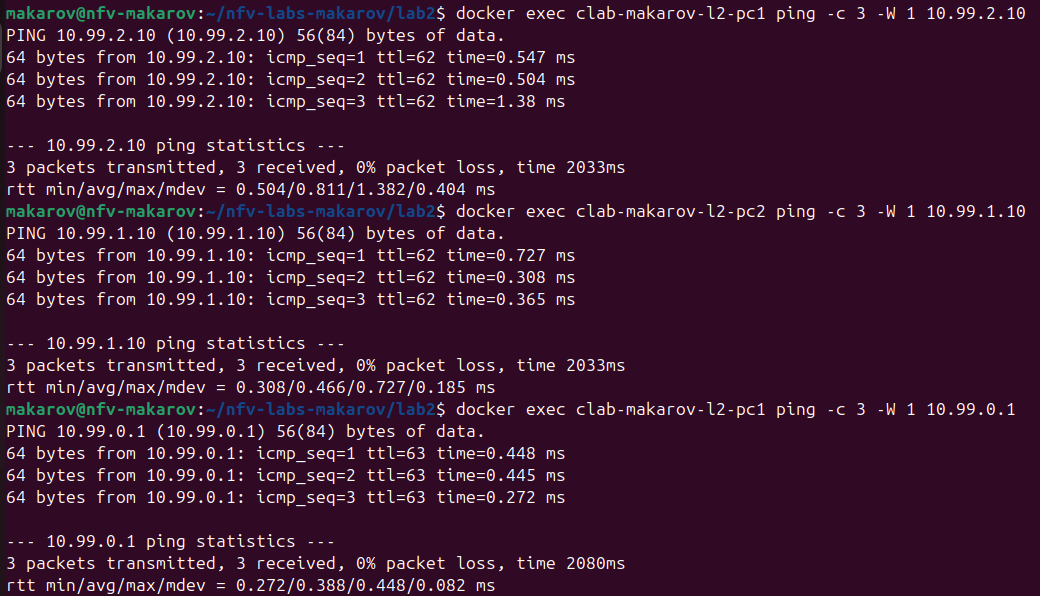 makarov@nfv-makarov:~/nfv-labs-makarov/lab2$ docker exec clab-makarov-l2-pc1 ping -c 3 -W 1 10.99.2.10
PING 10.99.2.10 (10.99.2.10) 56(84) bytes of data.
64 bytes from 10.99.2.10: icmp_seq=1 ttl=62 time=0.547 ms
64 bytes from 10.99.2.10: icmp_seq=2 ttl=62 time=0.504 ms
64 bytes from 10.99.2.10: icmp_seq=3 ttl=62 time=1.38 ms

--- 10.99.2.10 ping statistics ---
3 packets transmitted, 3 received, 0% packet loss, time 2033ms
rtt min/avg/max/mdev = 0.504/0.811/1.382/0.404 ms
makarov@nfv-makarov:~/nfv-labs-makarov/lab2$ docker exec clab-makarov-l2-pc2 ping -c 3 -W 1 10.99.1.10
PING 10.99.1.10 (10.99.1.10) 56(84) bytes of data.
64 bytes from 10.99.1.10: icmp_seq=1 ttl=62 time=0.727 ms
64 bytes from 10.99.1.10: icmp_seq=2 ttl=62 time=0.308 ms
64 bytes from 10.99.1.10: icmp_seq=3 ttl=62 time=0.365 ms

--- 10.99.1.10 ping statistics ---
3 packets transmitted, 3 received, 0% packet loss, time 2033ms
rtt min/avg/max/mdev = 0.308/0.466/0.727/0.185 ms
makarov@nfv-makarov:~/nfv-labs-makarov/lab2$ docker exec clab-makarov-l2-pc1 ping -c 3 -W 1 10.99.0.1
PING 10.99.0.1 (10.99.0.1) 56(84) bytes of data.
64 bytes from 10.99.0.1: icmp_seq=1 ttl=63 time=0.448 ms
64 bytes from 10.99.0.1: icmp_seq=2 ttl=63 time=0.445 ms
64 bytes from 10.99.0.1: icmp_seq=3 ttl=63 time=0.272 ms

--- 10.99.0.1 ping statistics ---
3 packets transmitted, 3 received, 0% packet loss, time 2080ms
rtt min/avg/max/mdev = 0.272/0.388/0.448/0.082 ms